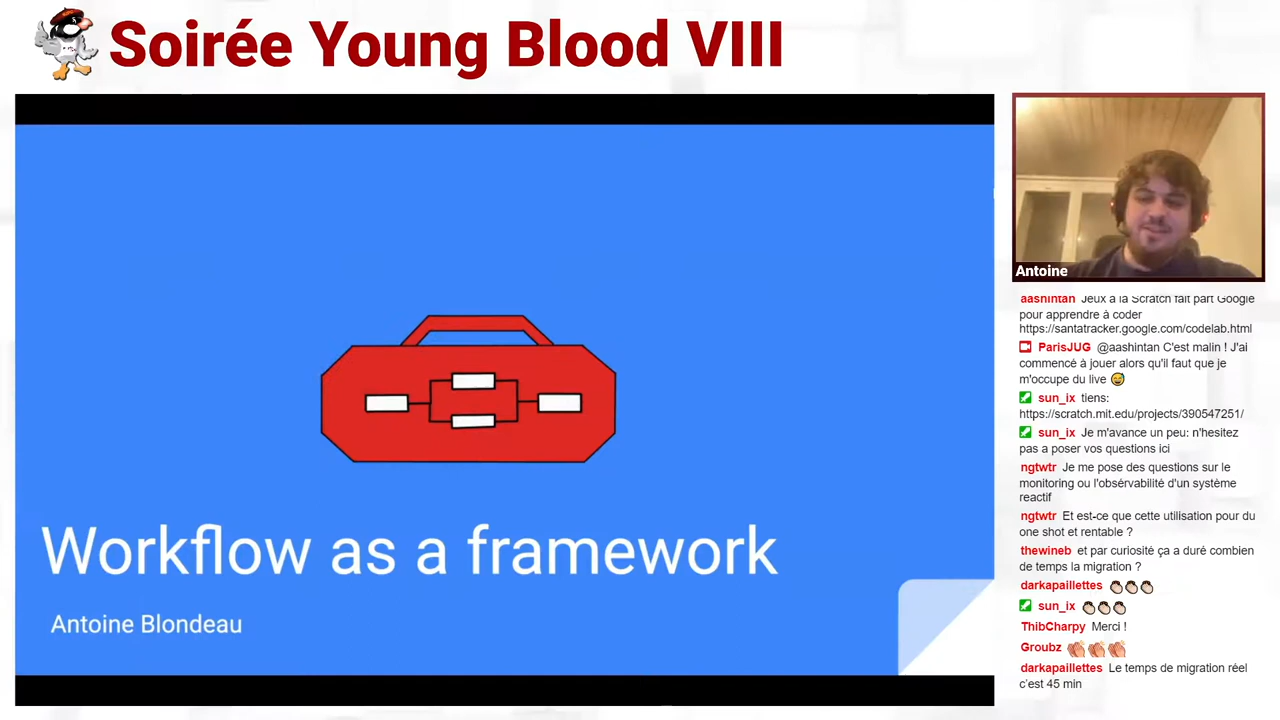 Soirée Young Blood VIII
Workflow as a framework
Antoine Blondeau
Antoine
aashintan Jeux à la Scratch fait part Google
pour apprendre à coder
https://santatracker.google.com/codelab.html
ParisJUG @aashintan C'est malin ! J'ai
commencé à jouer alors qu'il faut que je
m'occupe du live 😅
sun_ix tiens:
https://scratch.mit.edu/projects/390547251/
sun_ix Je m'avance un peu: n'hesitez
pas a poser vos questions ici
ngtwtr Je me pose des questions sur le
monitoring ou l'obsérvabilité d'un système
reactif
ngtwtr Et est-ce que cette utilisation pour du
one shot et rentable ?
thewineb et par curiosité ça a duré combien
de temps la migration ?
darkapaillettes
sun_ix
ThibCharpy Merci !
Groubz
darkapaillettes Le temps de migration réel
c'est 45 min